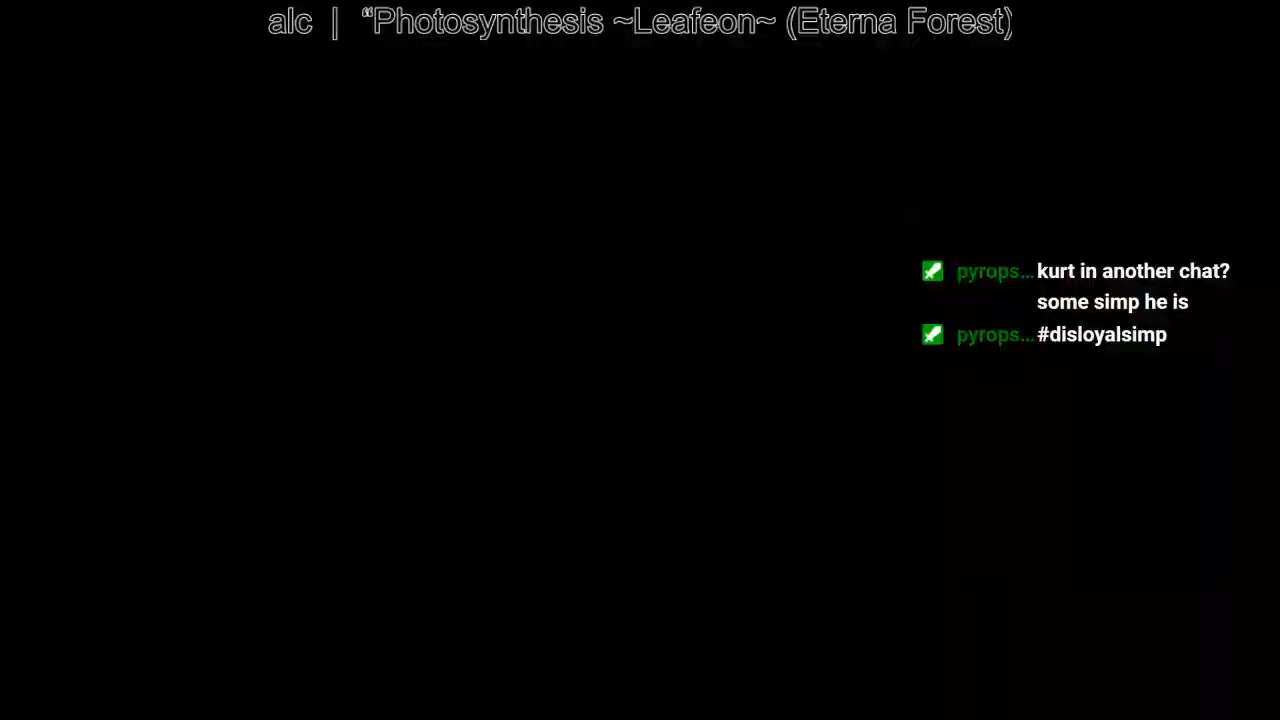 alc | “Photosynthesis ~Leafeon~ (Eterna Forest)
pyrops... kurt in another chat?
some simp he is
pyrops... #disloyalsimp